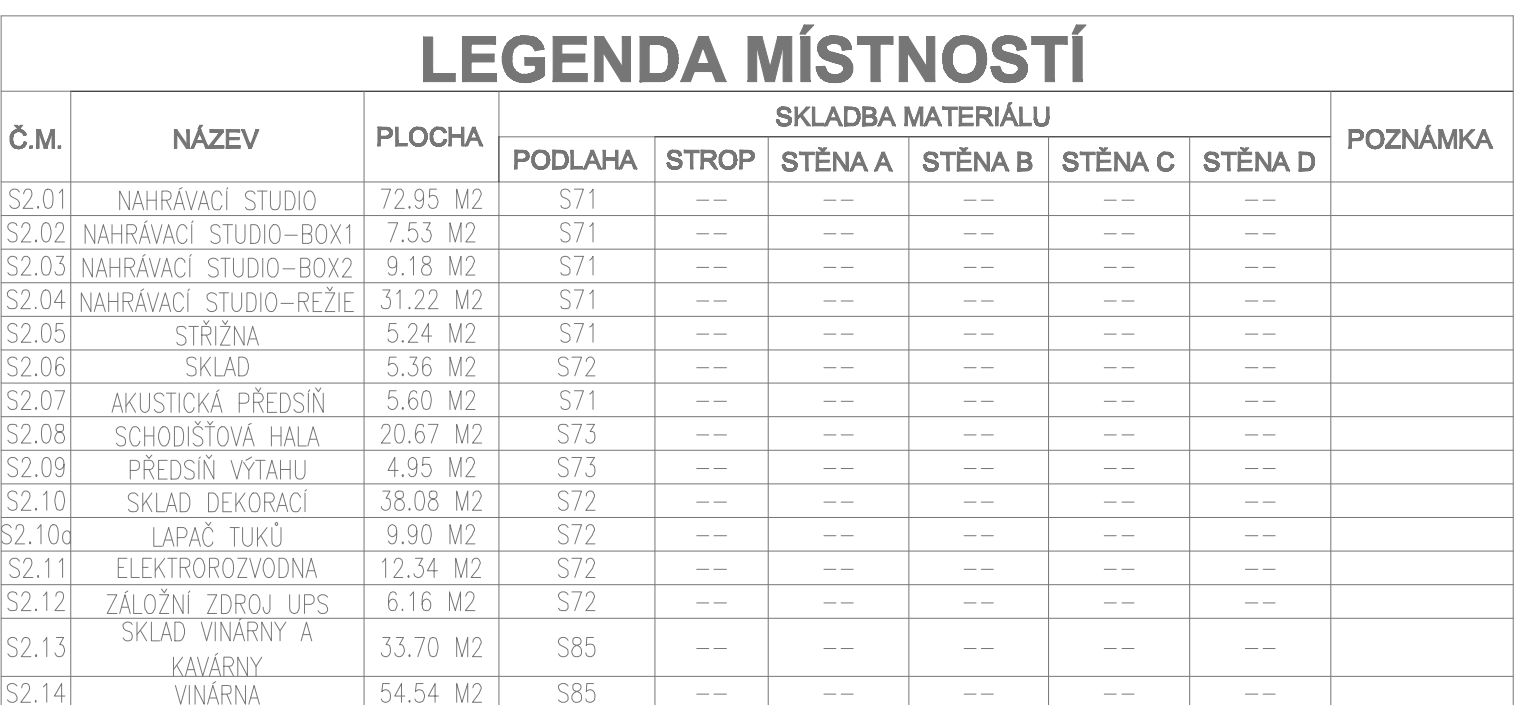 LEGENDA MÍSTNOSTÍ
Č.M. NÁZEV PLOCHA SKLADBA MATERIÁLU POZNÁMKA
PODLAHA STROP STĚNA A STĚNA B STĚNA C STĚNA D
S2.01 NAHRÁVACÍ STUDIO 72.95 M2 S71 -- -- -- -- --
S2.02 NAHRÁVACÍ STUDIO-BOX1 7.53 M2 S71 -- -- -- -- --
S2.03 NAHRÁVACÍ STUDIO-BOX2 9.18 M2 S71 -- -- -- -- --
S2.04 NAHRÁVACÍ STUDIO-REŽIE 31.22 M2 S71 -- -- -- -- --
S2.05 STŘIŽNA 5.24 M2 S71 -- -- -- -- --
S2.06 SKLAD 5.36 M2 S72 -- -- -- -- --
S2.07 AKUSTICKÁ PŘEDSÍŇ 5.60 M2 S71 -- -- -- -- --
S2.08 SCHODIŠŤOVÁ HALA 20.67 M2 S73 -- -- -- -- --
S2.09 PŘEDSÍŇ VÝTAHU 4.95 M2 S73 -- -- -- -- --
S2.10 SKLAD DEKORACÍ 38.08 M2 S72 -- -- -- -- --
S2.10a LAPAČ TUKŮ 9.90 M2 S72 -- -- -- -- --
S2.11 ELEKTROROZVODNA 12.34 M2 S72 -- -- -- -- --
S2.12 ZÁLOŽNÍ ZDROJ UPS 6.16 M2 S72 -- -- -- -- --
S2.13 SKLAD VINÁRNY A 33.70 M2 S85 -- -- -- -- --
KAVÁRNY
S2.14 VINÁRNA 54.54 M2 S85 -- -- -- -- --